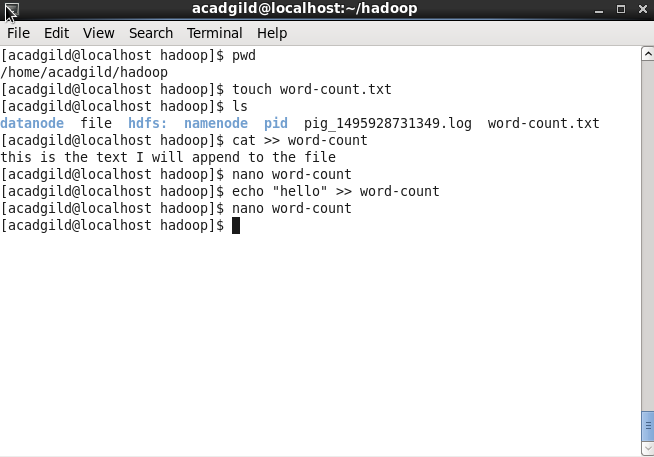 acadgild@localhost:~/hadoop
File Edit View Search Terminal Help
[acadgild@localhost hadoop]$ pwd
/home/acadgild/hadoop
[acadgild@localhost hadoop]$ touch word-count.txt
[acadgild@localhost hadoop]$ ls
datanode  file  hdfs:  namenode  pid  pig_1495928731349.log  word-count.txt
[acadgild@localhost hadoop]$ cat >> word-count
this is the text I will append to the file
[acadgild@localhost hadoop]$ nano word-count
[acadgild@localhost hadoop]$ echo "hello" >> word-count
[acadgild@localhost hadoop]$ nano word-count
[acadgild@localhost hadoop]$